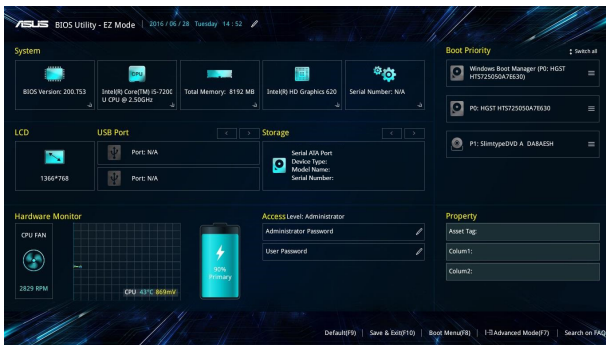 ASUS BIOS Utility - EZ Mode | 2016/06/28 Tuesday 14:52
System
BIOS Version: 200.T53
CPU
Intel(R) Core(TM) i5-7200
U CPU @ 2.50GHz
Total Memory: 8192 MB
Intel(R) HD Graphics 620
Serial Number: N/A
Boot Priority
Switch all
Windows Boot Manager (P0: HGST
HTS725050A7E630)
P0: HGST HTS725050A7E630
P1: SlimtypeDVD A DA8AESH
LCD
1366*768
USB Port
Port: N/A
Port: N/A
Storage
Serial ATA Port
Device Type:
Model Name:
Serial Number:
Hardware Monitor
CPU FAN
2829 RPM
CPU 43°C 869mV
90%
Primary
Access Level: Administrator
Administrator Password
User Password
Property
Asset Tag:
Colum1:
Colum2:
Default(F9) | Save & Exit(F10) | Boot Menu(F8) | Advanced Mode(F7) | Search on FAQ